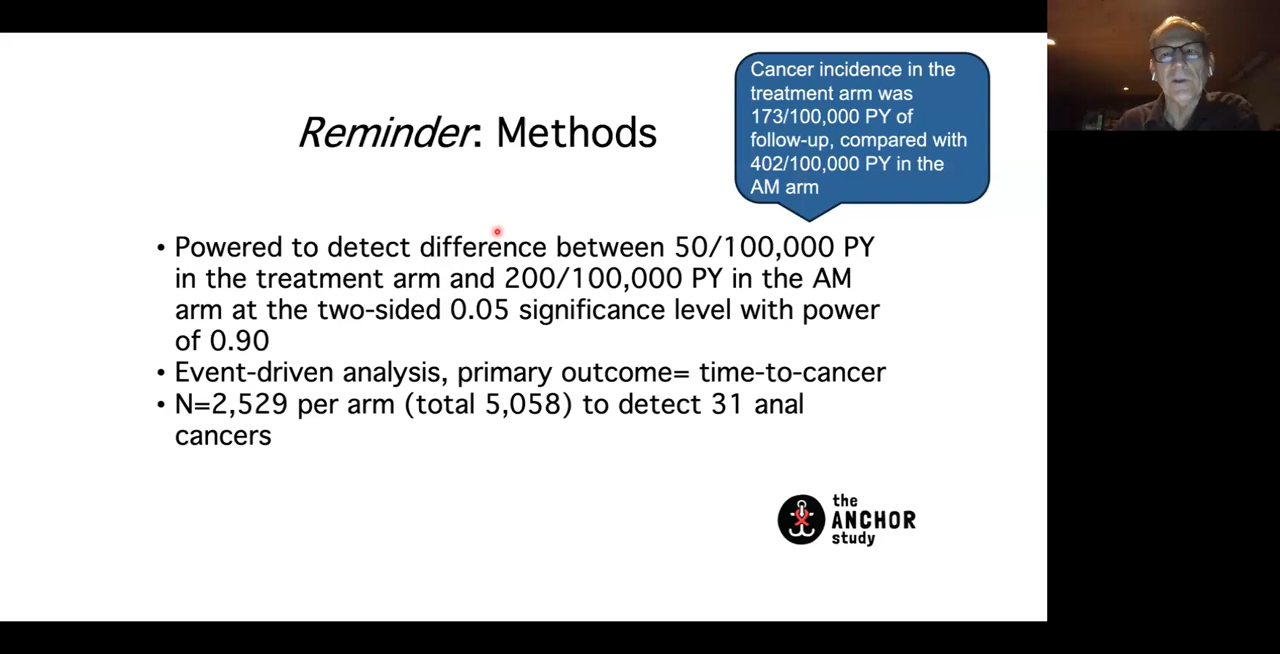 Reminder: Methods
Cancer incidence in the
treatment arm was
173/100,000 PY of
follow-up, compared with
402/100,000 PY in the
AM arm
• Powered to detect difference between 50/100,000 PY
in the treatment arm and 200/100,000 PY in the AM
arm at the two-sided 0.05 significance level with power
of 0.90
• Event-driven analysis, primary outcome= time-to-cancer
• N=2,529 per arm (total 5,058) to detect 31 anal
cancers
the
ANCHOR
study